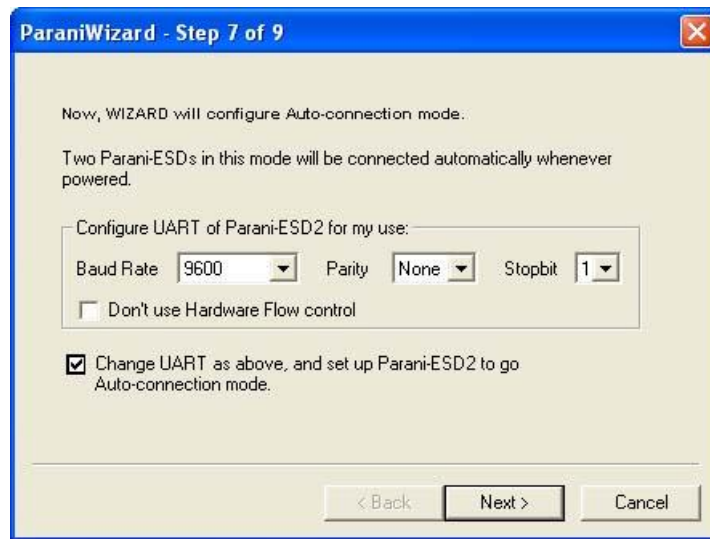 ParaniWizard - Step 7 of 9
Now, WIZARD will configure Auto-connection mode.
Two Parani-ESDs in this mode will be connected automatically whenever
powered.
Configure UART of Parani-ESD2 for my use:
Baud Rate 9600 Parity None Stopbit 1
Don't use Hardware Flow control
Change UART as above, and set up Parani-ESD2 to go
Auto-connection mode.
< Back Next > Cancel